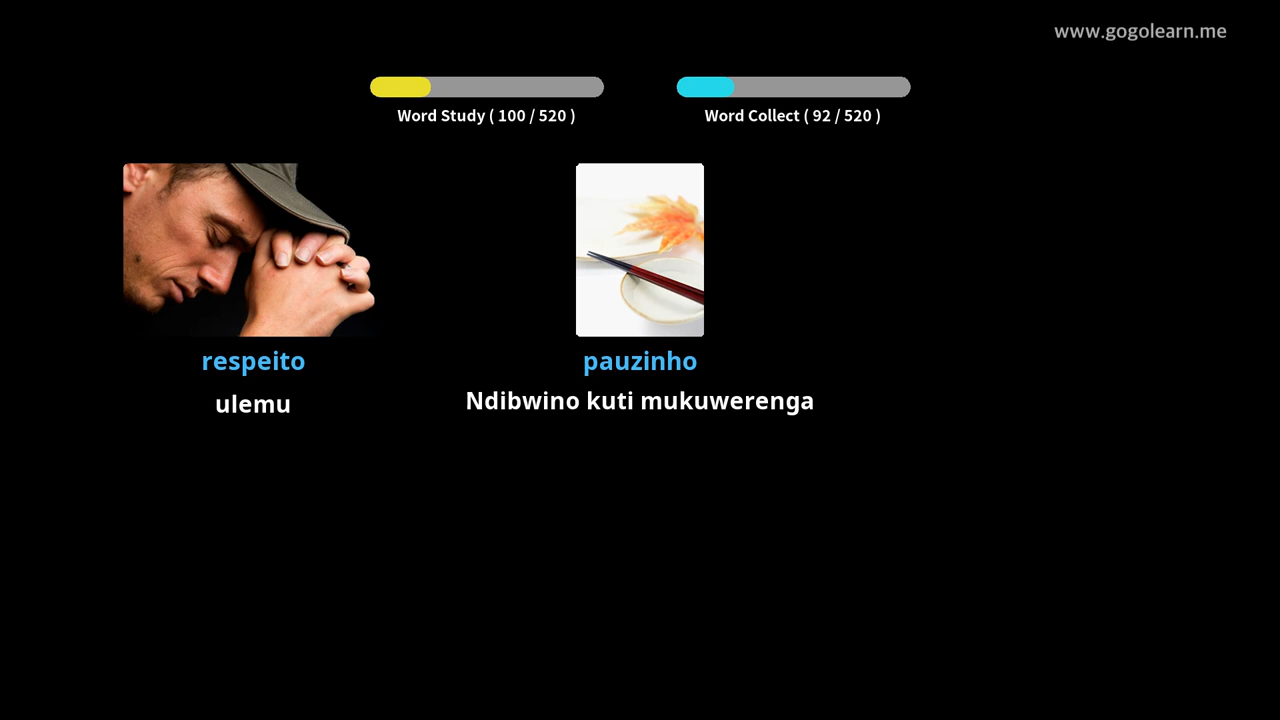 www.gogolearn.me
Word Study ( 100 / 520 )
Word Collect ( 92 / 520 )
respeito
ulemu
pauzinho
Ndibwino kuti mukuwerenga